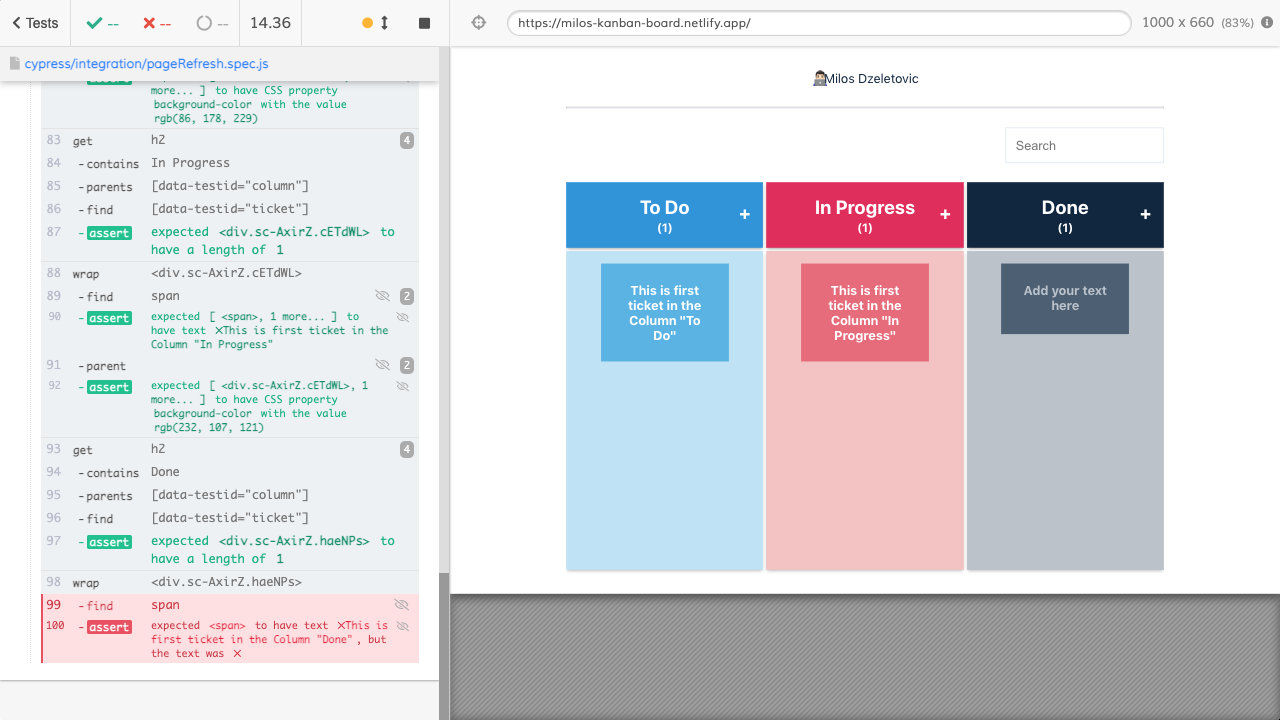 Tests
--
--
--
14.36
https://milos-kanban-board.netlify.app/
1000 x 660 (83%)
cypress/integration/pageRefresh.spec.js
more... ] to have CSS property
background-color with the value
rgb(86, 178, 229)
83 get h2 4
84 -contains In Progress
85 -parents [data-testid="column"]
86 -find [data-testid="ticket"]
87 -assert expected <div.sc-AxirZ.cETdWL> to
have a length of 1
88 wrap <div.sc-AxirZ.cETdWL>
89 -find span 2
90 -assert expected [ <span>, 1 more... ] to
have text ×This is first ticket in the
Column "In Progress"
91 -parent 2
92 -assert expected [ <div.sc-AxirZ.cETdWL>, 1
more... ] to have CSS property
background-color with the value
rgb(232, 107, 121)
93 get h2 4
94 -contains Done
95 -parents [data-testid="column"]
96 -find [data-testid="ticket"]
97 -assert expected <div.sc-AxirZ.haeNPs> to
have a length of 1
98 wrap <div.sc-AxirZ.haeNPs>
99 -find span
100 -assert expected <span> to have text ×This is
first ticket in the Column "Done", but
the text was ×
Milos Dzeletovic
Search
To Do
(1)
+
In Progress
(1)
+
Done
(1)
+
This is first
ticket in the
Column "To
Do"
This is first
ticket in the
Column "In
Progress"
Add your text
here